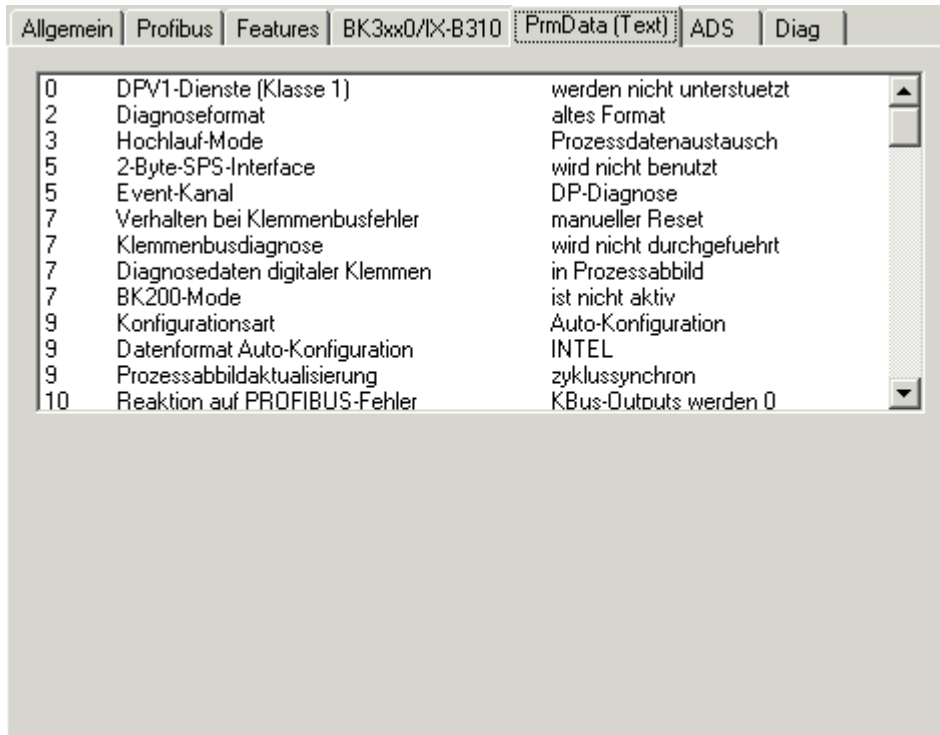 Allgemein Profibus Features BK3xx0/IX-B310 PrmData (Text) ADS Diag
0 DPV1-Dienste (Klasse 1) werden nicht unterstuetzt
2 Diagnoseformat altes Format
3 Hochlauf-Mode Prozessdatenaustausch
5 2-Byte-SPS-Interface wird nicht benutzt
5 Event-Kanal DP-Diagnose
7 Verhalten bei Klemmenbusfehler manueller Reset
7 Klemmenbusdiagnose wird nicht durchgefuehrt
7 Diagnosedaten digitaler Klemmen in Prozessabbild
7 BK200-Mode ist nicht aktiv
9 Konfigurationsart Auto-Konfiguration
9 Datenformat Auto-Konfiguration INTEL
9 Prozessabbildaktualisierung zyklussynchron
10 Reaktion auf PROFIBUS-Fehler KBus-Outputs werden 0